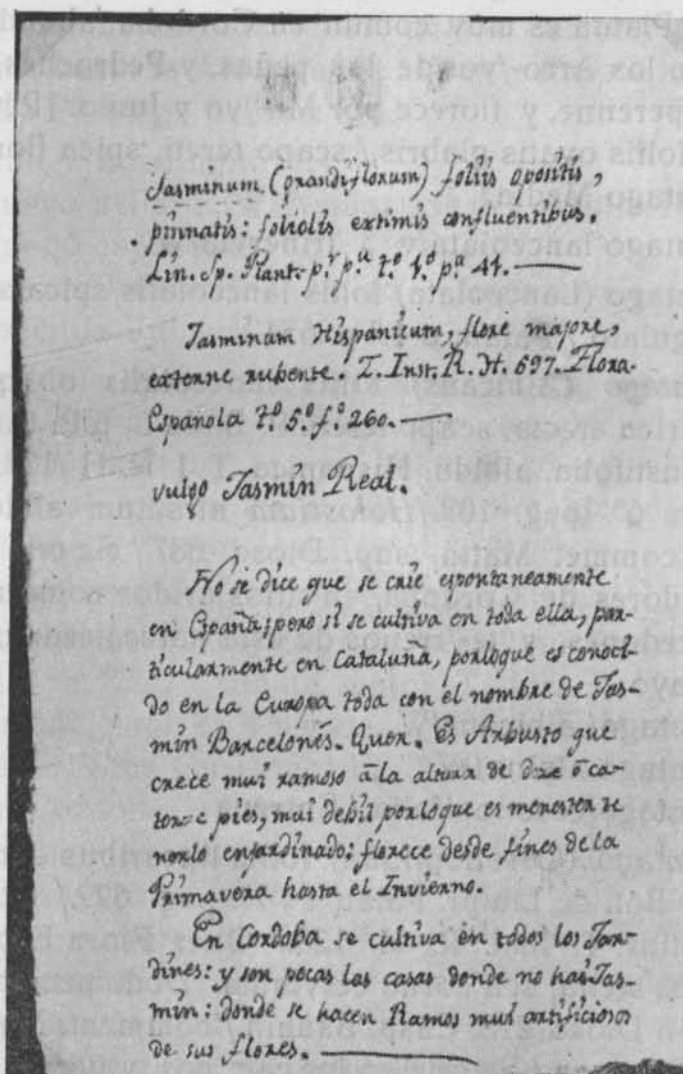 Jasminum (grandiflorum) foliis opositis,
pinnatis: foliolis extimis confluentibus.
Lin. Sp. Plant. p.r p.a t.o 1.o p.a 41.
Jasminum Hispanicum, flore majore,
externe rubente. T. Inst. R. H. 597. Flora
Española t.o 5.o f.o 260.
vulgo Jasmin Real.
No se dice que se crie espontaneamente
en España; pero si se cultiva en toda ella, par-
ticularmente en Cataluña, porloque es conoci-
do en la Europa toda con el nombre de Jas-
min Barcelonés. Quer. Es Arbusto que
crece mui ramoso á la altura de doze ó ca-
torce pies, mui debil porloque es menester te
nerlo enjardinado: florece desde fines de la
Primavera hasta el Invierno.
En Cordoba se cultiva en todos los Jar-
dines: y son pocas las casas donde no hai Jas-
min: donde se hacen Ramos mui artificiosos
de sus flores.